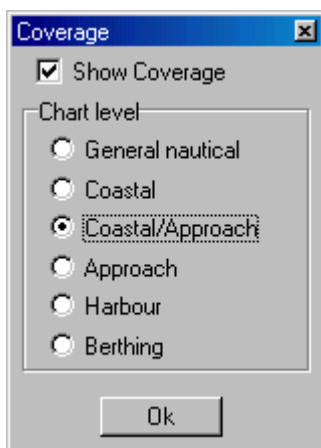 Coverage
Show Coverage
Chart level
General nautical
Coastal
Coastal/Approach
Approach
Harbour
Berthing
Ok